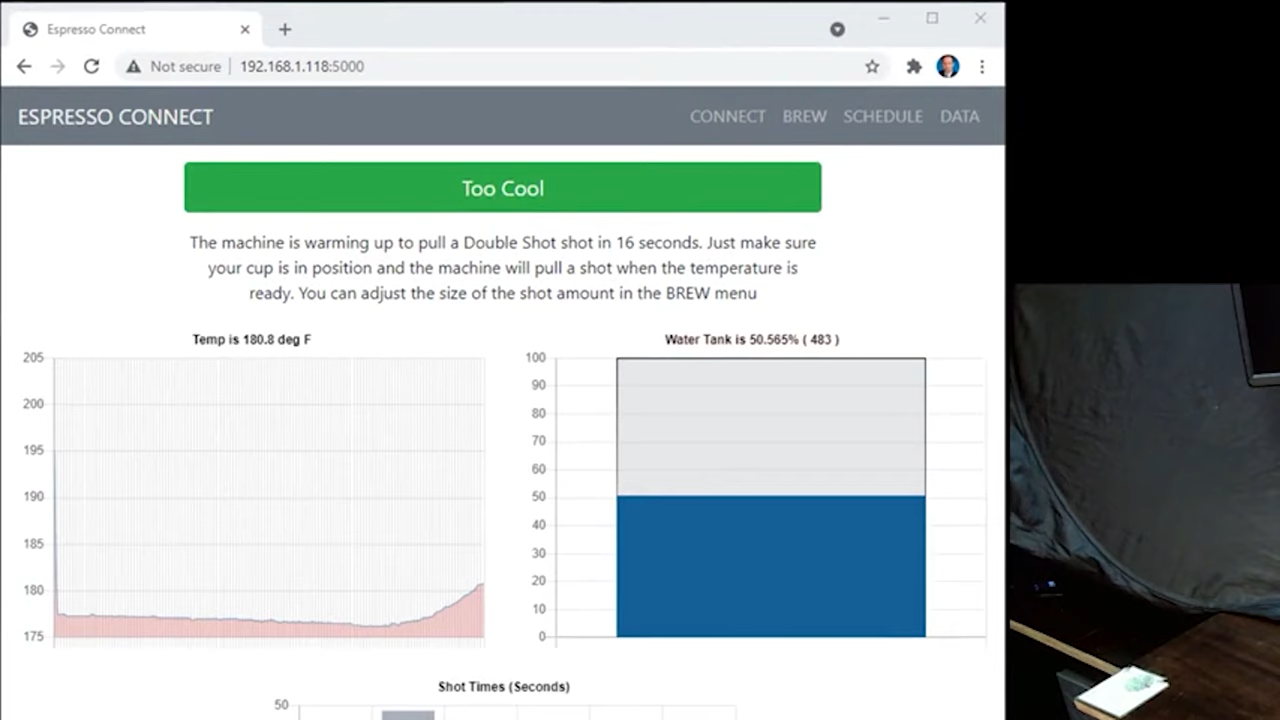 Espresso Connect
Not secure
192.168.1.118:5000
ESPRESSO CONNECT
CONNECT BREW SCHEDULE DATA
Too Cool
The machine is warming up to pull a Double Shot shot in 16 seconds. Just make sure
your cup is in position and the machine will pull a shot when the temperature is
ready. You can adjust the size of the shot amount in the BREW menu
Temp is 180.8 deg F
205
200
195
190
185
180
175
Water Tank is 50.565% ( 483 )
100
90
80
70
60
50
40
30
20
10
0
Shot Times (Seconds)
50